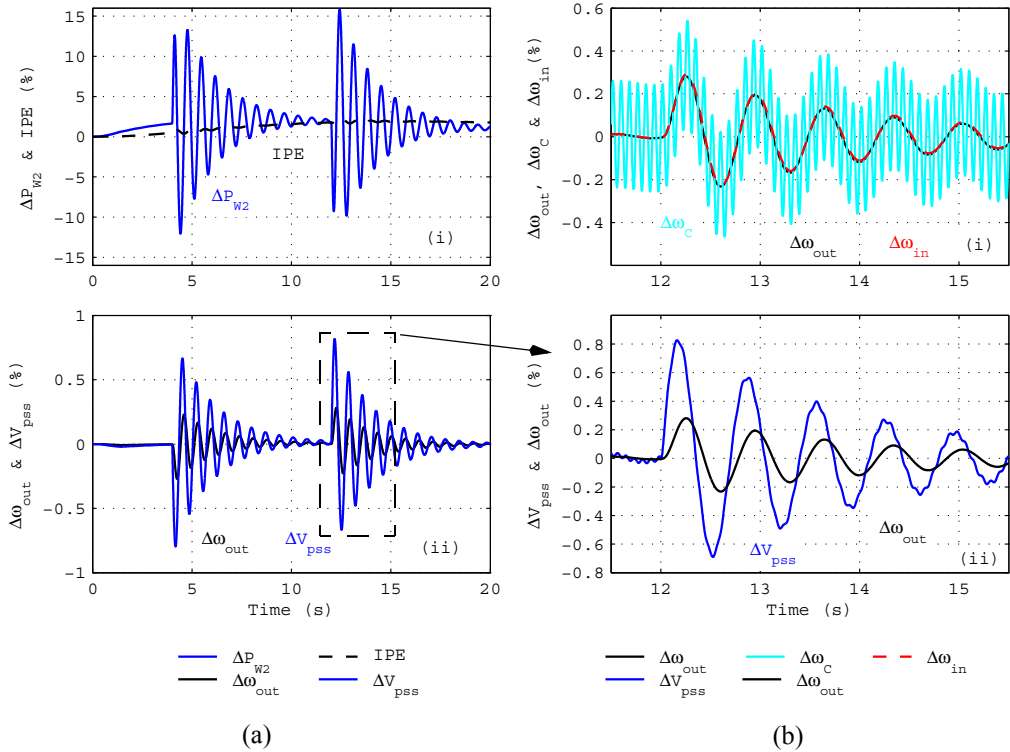 ΔP_W2 & IPE (%)
15
10
5
0
-5
-10
-15
IPE
ΔP_W2
(i)
0 5 10 15 20
Δω_out & ΔV_pss (%)
1
0.5
0
-0.5
-1
Δω_out ΔV_pss (ii)
0 5 10 15 20
Time (s)
ΔP_W2 IPE
Δω_out ΔV_pss
(a)
Δω_out, Δω_C & Δω_in (%)
0.6
0.4
0.2
0
-0.2
-0.4
Δω_C Δω_out Δω_in (i)
12 13 14 15
ΔV_pss & Δω_out (%)
0.8
0.6
0.4
0.2
0
-0.2
-0.4
-0.6
-0.8
ΔV_pss Δω_out (ii)
12 13 14 15
Time (s)
Δω_out Δω_C Δω_in
ΔV_pss Δω_out
(b)